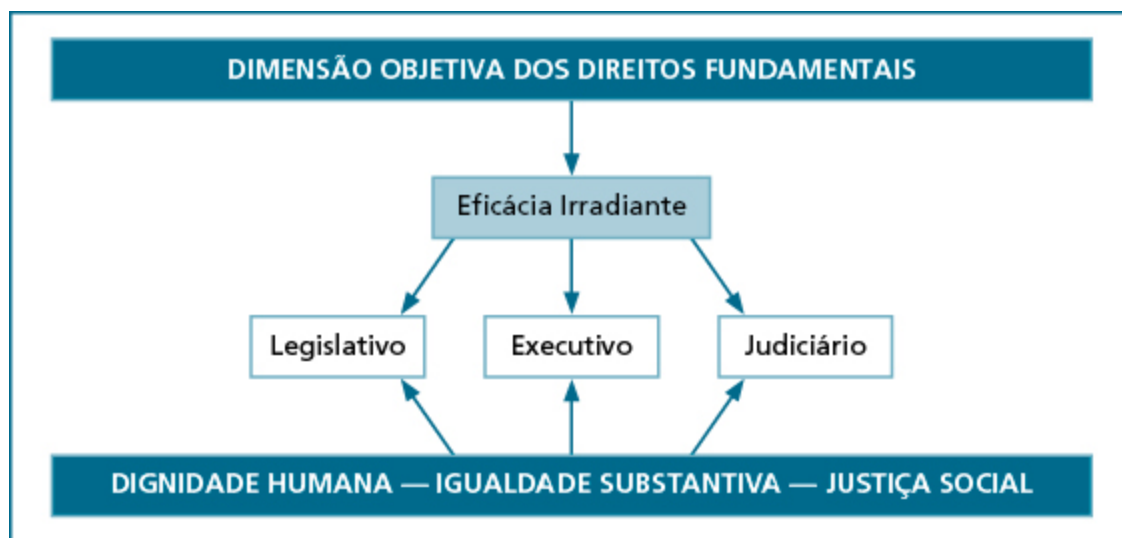 DIMENSÃO OBJETIVA DOS DIREITOS FUNDAMENTAIS
Eficácia Irradiante
Legislativo
Executivo
Judiciário
DIGNIDADE HUMANA — IGUALDADE SUBSTANTIVA — JUSTIÇA SOCIAL